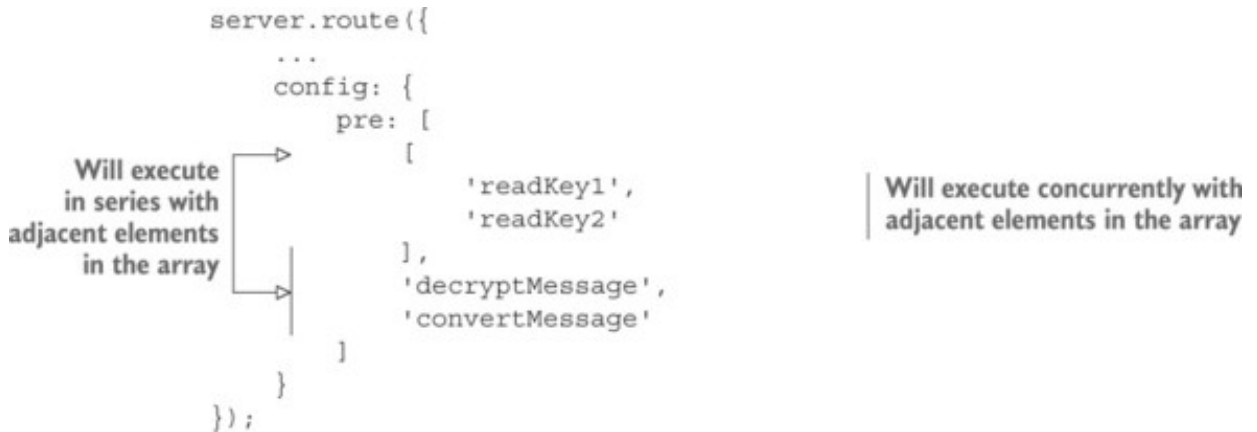 server.route({
...
config: {
pre: [
[
'readKey1',
'readKey2'
],
'decryptMessage',
'convertMessage'
]
}
});
Will execute
in series with
adjacent elements
in the array
Will execute concurrently with
adjacent elements in the array